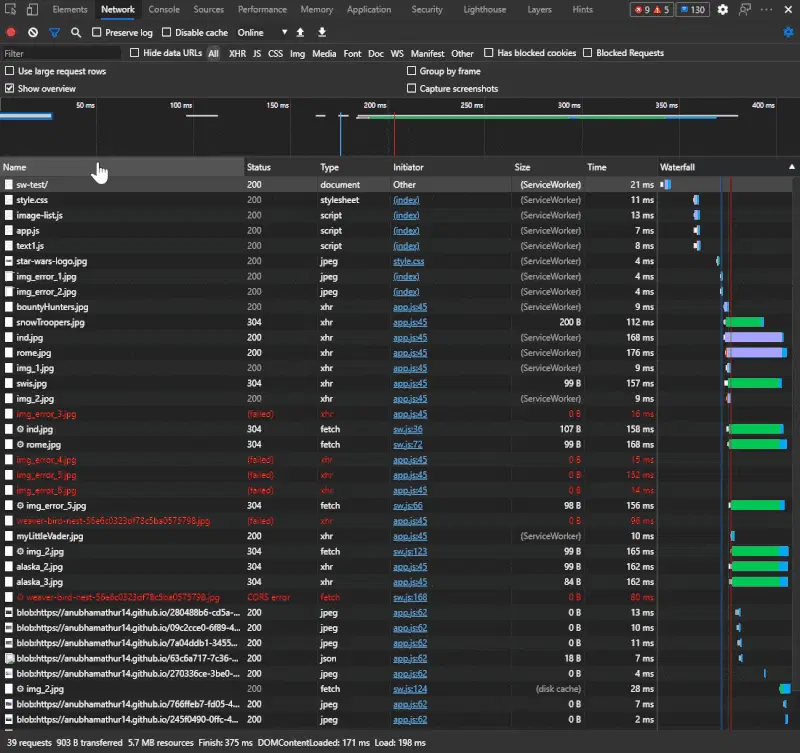 Elements Network Console Sources Performance Memory Application Security Lighthouse Layers Hints 9 5 130
Preserve log Disable cache Online
Filter Hide data URLs All XHR JS CSS Img Media Font Doc WS Manifest Other Has blocked cookies Blocked Requests
Use large request rows Group by frame
Show overview Capture screenshots
50 ms 100 ms 150 ms 200 ms 250 ms 300 ms 350 ms 400 ms
Name Status Type Initiator Size Time Waterfall
sw-test/ 200 document Other (ServiceWorker) 21 ms
style.css 200 stylesheet (index) (ServiceWorker) 11 ms
image-list.js 200 script (index) (ServiceWorker) 13 ms
app.js 200 script (index) (ServiceWorker) 7 ms
text1.js 200 script (index) (ServiceWorker) 8 ms
star-wars-logo.jpg 200 jpeg style.css (ServiceWorker) 4 ms
img_error_1.jpg 200 jpeg (index) (ServiceWorker) 4 ms
img_error_2.jpg 200 jpeg (index) (ServiceWorker) 4 ms
bountyHunters.jpg 200 xhr app.js:45 (ServiceWorker) 9 ms
snowTroopers.jpg 304 xhr app.js:45 200 B 112 ms
ind.jpg 200 xhr app.js:45 (ServiceWorker) 168 ms
rome.jpg 200 xhr app.js:45 (ServiceWorker) 176 ms
img_1.jpg 200 xhr app.js:45 (ServiceWorker) 9 ms
swis.jpg 304 xhr app.js:45 99 B 157 ms
img_2.jpg 200 xhr app.js:45 (ServiceWorker) 9 ms
img_error_3.jpg (failed) xhr app.js:45 0 B 16 ms
ind.jpg 304 fetch sw.js:36 107 B 158 ms
rome.jpg 304 fetch sw.js:72 99 B 168 ms
img_error_4.jpg (failed) xhr app.js:45 0 B 15 ms
img_error_5.jpg (failed) xhr app.js:45 0 B 162 ms
img_error_6.jpg (failed) xhr app.js:45 0 B 14 ms
img_error_5.jpg 304 fetch sw.js:66 98 B 156 ms
weaver-bird-nest-56e6c0323df78c5ba0575798.jpg (failed) xhr app.js:45 0 B 96 ms
myLittleVader.jpg 200 xhr app.js:45 (ServiceWorker) 10 ms
img_2.jpg 304 fetch sw.js:123 99 B 165 ms
alaska_2.jpg 304 xhr app.js:45 99 B 162 ms
alaska_3.jpg 304 xhr app.js:45 84 B 162 ms
weaver-bird-nest-56e6c0323df78c5ba0575798.jpg CORS error fetch sw.js:168 0 B 80 ms
blob:https://anubhamathur14.github.io/280488b6-cd5a-... 200 jpeg app.js:62 0 B 13 ms
blob:https://anubhamathur14.github.io/09c2cce0-6f89-4... 200 jpeg app.js:62 0 B 10 ms
blob:https://anubhamathur14.github.io/7a04ddb1-3455... 200 jpeg app.js:62 0 B 11 ms
blob:https://anubhamathur14.github.io/63c6a717-7c36-... 200 json app.js:62 18 B 7 ms
blob:https://anubhamathur14.github.io/270336ce-3be0-... 200 jpeg app.js:62 0 B 4 ms
img_2.jpg 200 fetch sw.js:124 (disk cache) 28 ms
blob:https://anubhamathur14.github.io/766ffeb7-fd05-4... 200 jpeg app.js:62 0 B 7 ms
blob:https://anubhamathur14.github.io/245f0490-0ffc-4... 200 jpeg app.js:62 0 B 2 ms
39 requests 903 B transferred 5.7 MB resources Finish: 375 ms DOMContentLoaded: 171 ms Load: 198 ms